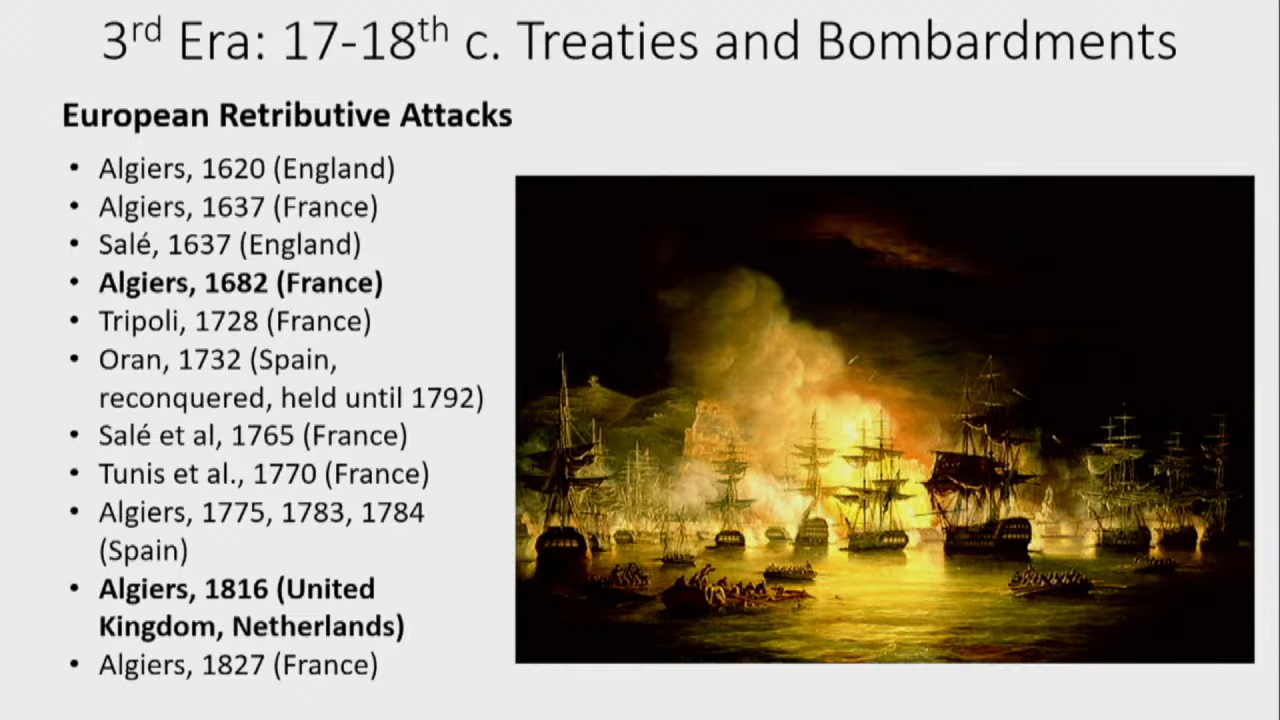 3rd Era: 17-18th c. Treaties and Bombardments
European Retributive Attacks
• Algiers, 1620 (England)
• Algiers, 1637 (France)
• Salé, 1637 (England)
• Algiers, 1682 (France)
• Tripoli, 1728 (France)
• Oran, 1732 (Spain,
reconquered, held until 1792)
• Salé et al, 1765 (France)
• Tunis et al., 1770 (France)
• Algiers, 1775, 1783, 1784
(Spain)
• Algiers, 1816 (United
Kingdom, Netherlands)
• Algiers, 1827 (France)